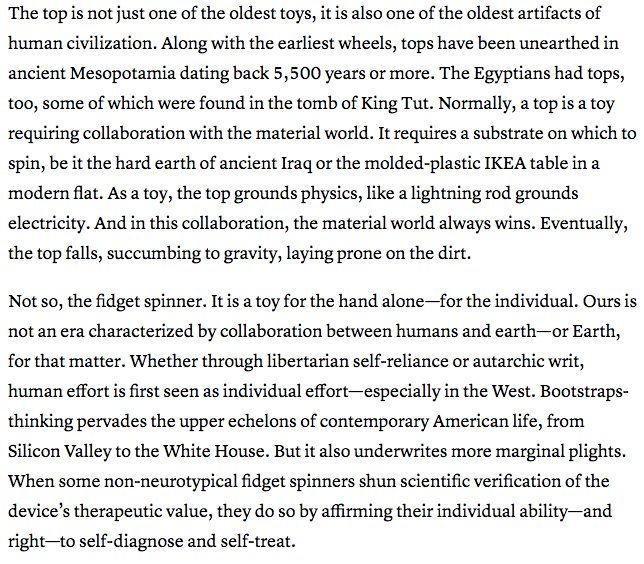 The top is not just one of the oldest toys, it is also one of the oldest artifacts of
human civilization. Along with the earliest wheels, tops have been unearthed in
ancient Mesopotamia dating back 5,500 years or more. The Egyptians had tops,
too, some of which were found in the tomb of King Tut. Normally, a top is a toy
requiring collaboration with the material world. It requires a substrate on which to
spin, be it the hard earth of ancient Iraq or the molded-plastic IKEA table in a
modern flat. As a toy, the top grounds physics, like a lightning rod grounds
electricity. And in this collaboration, the material world always wins. Eventually,
the top falls, succumbing to gravity, laying prone on the dirt.
Not so, the fidget spinner. It is a toy for the hand alone—for the individual. Ours is
not an era characterized by collaboration between humans and earth—or Earth,
for that matter. Whether through libertarian self-reliance or autarchic writ,
human effort is first seen as individual effort—especially in the West. Bootstraps-
thinking pervades the upper echelons of contemporary American life, from
Silicon Valley to the White House. But it also underwrites more marginal plights.
When some non-neurotypical fidget spinners shun scientific verification of the
device’s therapeutic value, they do so by affirming their individual ability—and
right—to self-diagnose and self-treat.